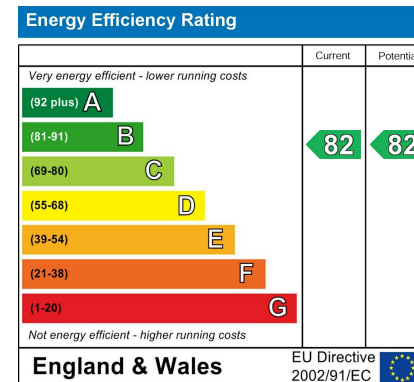 Energy Efficiency Rating
Current Potentia
Very energy efficient - lower running costs
(92 plus) A
(81-91) B 82 82
(69-80) C
(55-68) D
(39-54) E
(21-38) F
(1-20) G
Not energy efficient - higher running costs
England & Wales
EU Directive
2002/91/EC